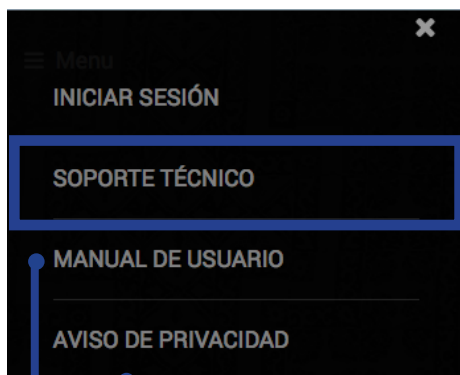 Menu
INICIAR SESIÓN
SOPORTE TÉCNICO
MANUAL DE USUARIO
AVISO DE PRIVACIDAD